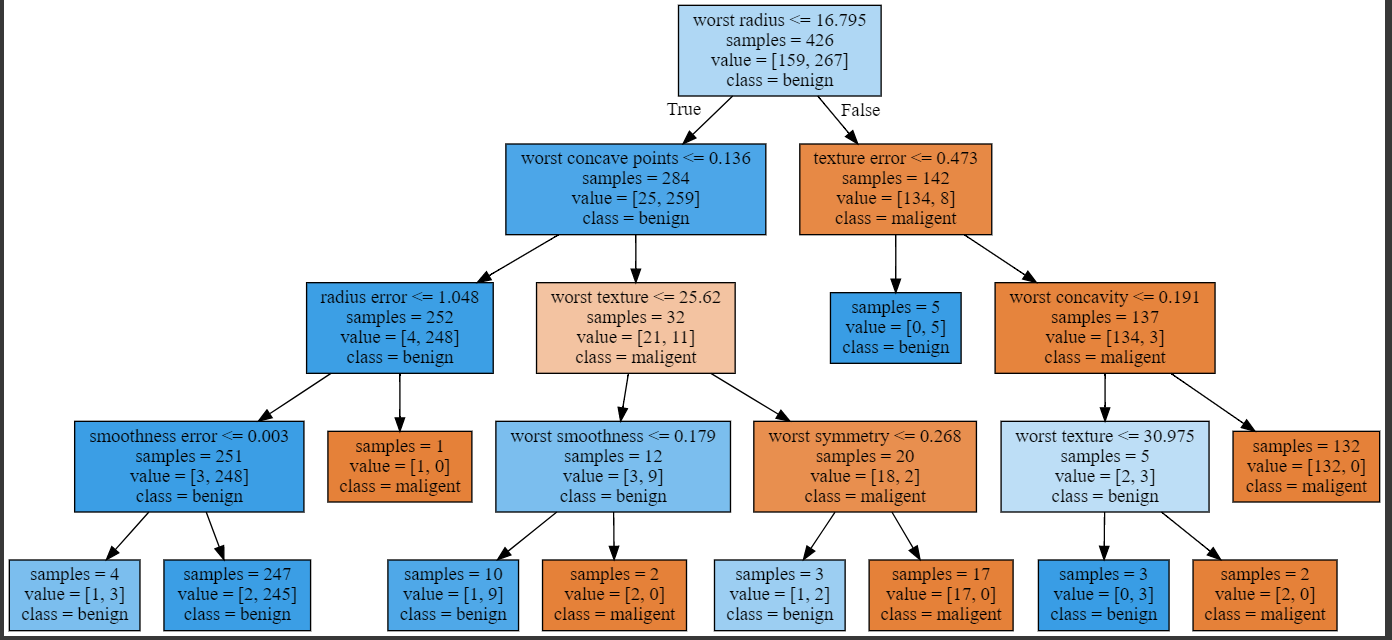 worst radius <= 16.795
samples = 426
value = [159, 267]
class = benign
True
False
worst concave points <= 0.136
samples = 284
value = [25, 259]
class = benign
texture error <= 0.473
samples = 142
value = [134, 8]
class = maligent
radius error <= 1.048
samples = 252
value = [4, 248]
class = benign
worst texture <= 25.62
samples = 32
value = [21, 11]
class = maligent
samples = 5
value = [0, 5]
class = benign
worst concavity <= 0.191
samples = 137
value = [134, 3]
class = maligent
smoothness error <= 0.003
samples = 251
value = [3, 248]
class = benign
samples = 1
value = [1, 0]
class = maligent
worst smoothness <= 0.179
samples = 12
value = [3, 9]
class = benign
worst symmetry <= 0.268
samples = 20
value = [18, 2]
class = maligent
worst texture <= 30.975
samples = 5
value = [2, 3]
class = benign
samples = 132
value = [132, 0]
class = maligent
samples = 4
value = [1, 3]
class = benign
samples = 247
value = [2, 245]
class = benign
samples = 10
value = [1, 9]
class = benign
samples = 2
value = [2, 0]
class = maligent
samples = 3
value = [1, 2]
class = benign
samples = 17
value = [17, 0]
class = maligent
samples = 3
value = [0, 3]
class = benign
samples = 2
value = [2, 0]
class = maligent